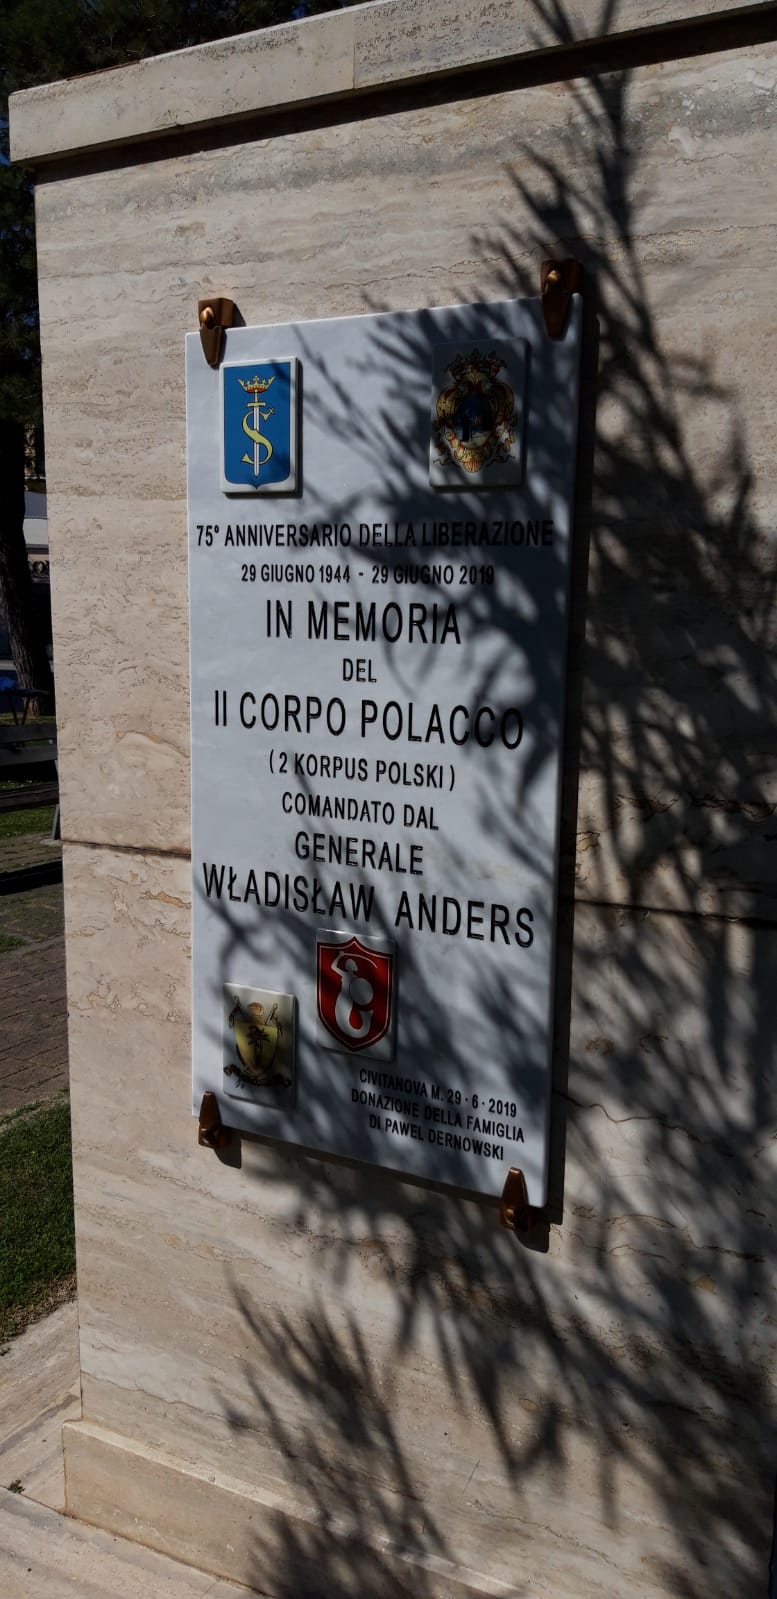 75° ANNIVERSARIO DELLA LIBERAZIONE
29 GIUGNO 1944 - 29 GIUGNO 2019
IN MEMORIA
DEL
II CORPO POLACCO
(2 KORPUS POLSKI)
COMANDATO DAL
GENERALE
WŁADISŁAW ANDERS
CIVITANOVA M. 29·6·2019
DONAZIONE DELLA FAMIGLIA
DI PAWEL DERNOWSKI